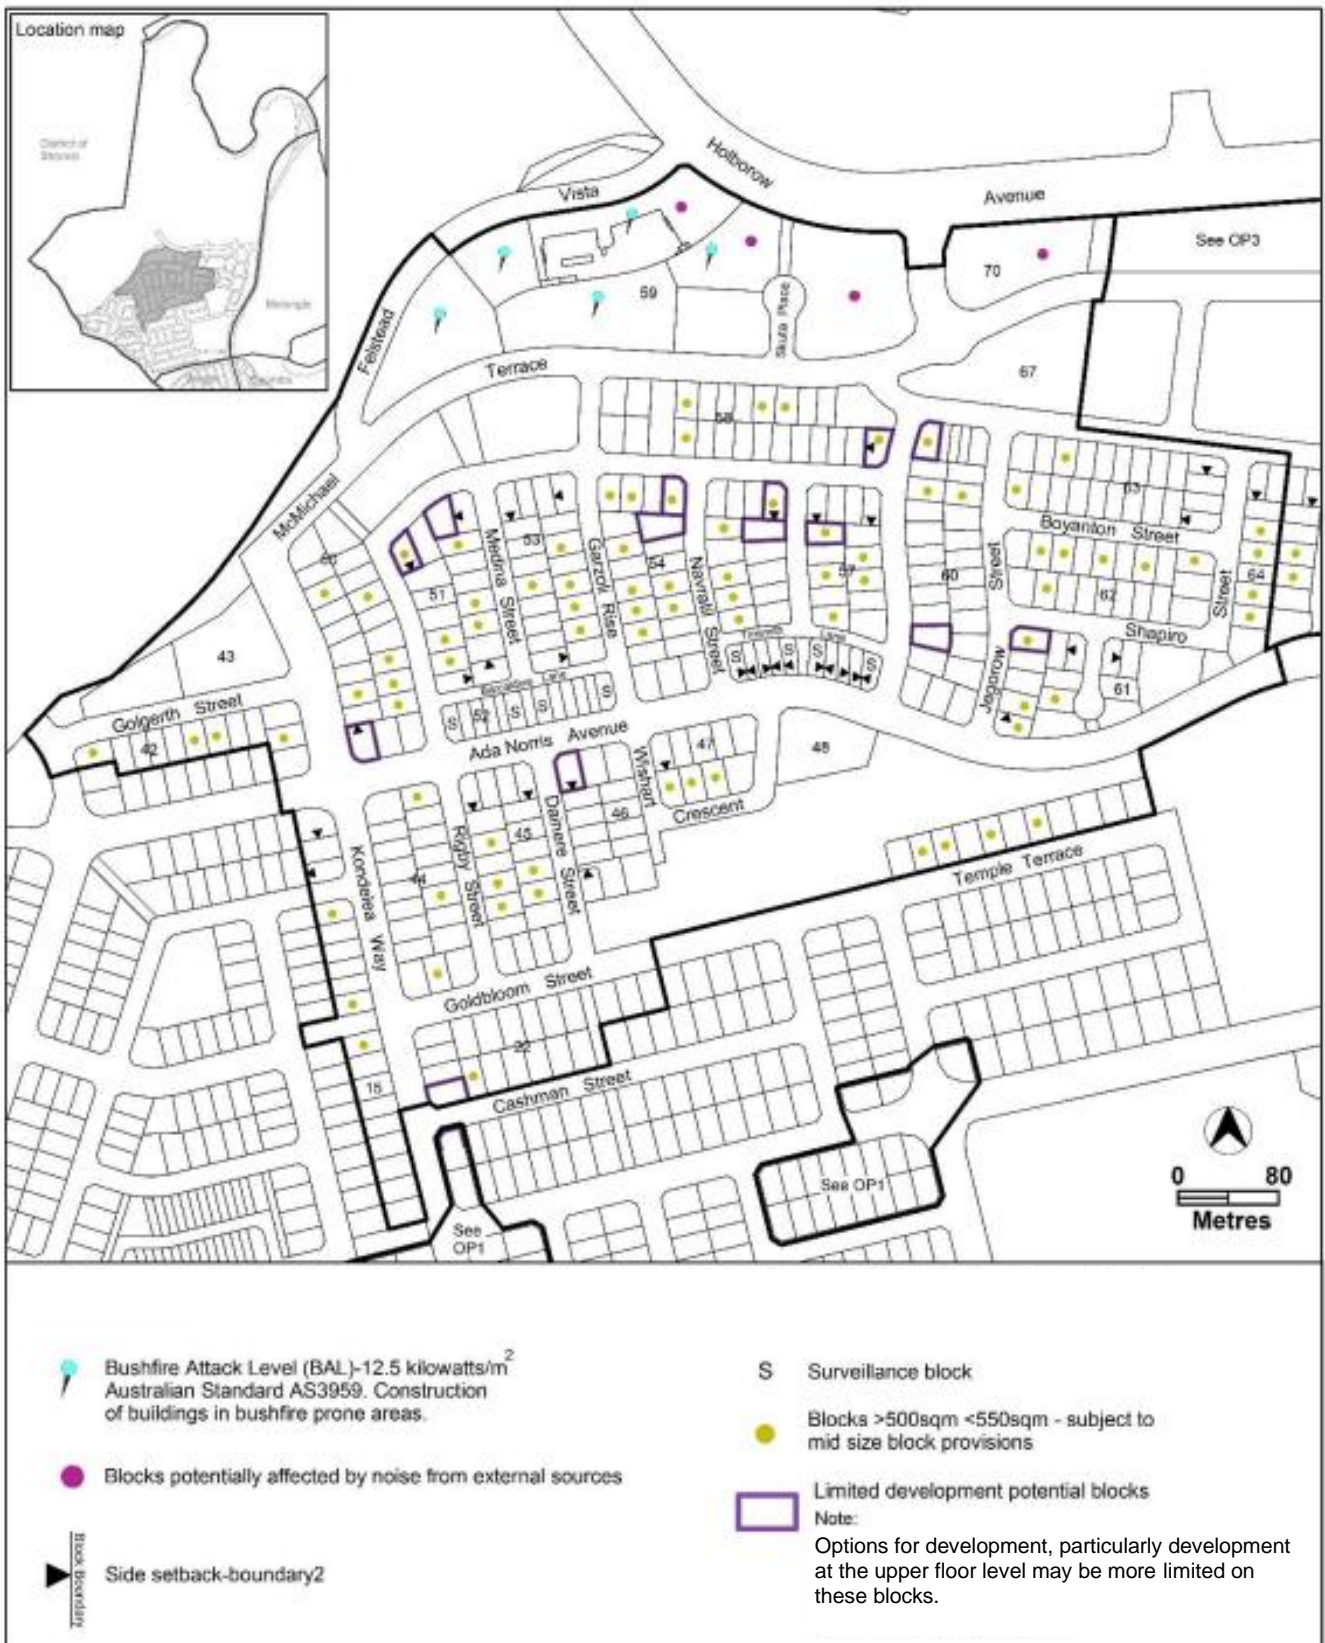 Location map
District of
Vista
Holborow
Avenue
See OP3
70
59
Skuta Place
Felstead
Terrace
67
58
McMichael
63
Boyanton Street
53
Medina Street
Garzoli Rise
54
Navratil Street
57
60
Street
64
51
62
Street
Shapiro
Lane
S
S
S
S
43
Jagorow
61
Golgerth Street
42
Lane
S
S
S
S
52
Ada Norris Avenue
Wishart
47
48
Crescent
46
Damere Street
45
Rigby Street
44
Kondelea Way
Temple Terrace
Goldbloom Street
22
Cashman Street
15
See OP1
See
OP1
0 80
Metres
Bushfire Attack Level (BAL)-12.5 kilowatts/m2
Australian Standard AS3959. Construction
of buildings in bushfire prone areas.
Blocks potentially affected by noise from external sources
Block Boundary
Side setback-boundary2
S Surveillance block
Blocks >500sqm <550sqm - subject to
mid size block provisions
Limited development potential blocks
Note:
Options for development, particularly development
at the upper floor level may be more limited on
these blocks.